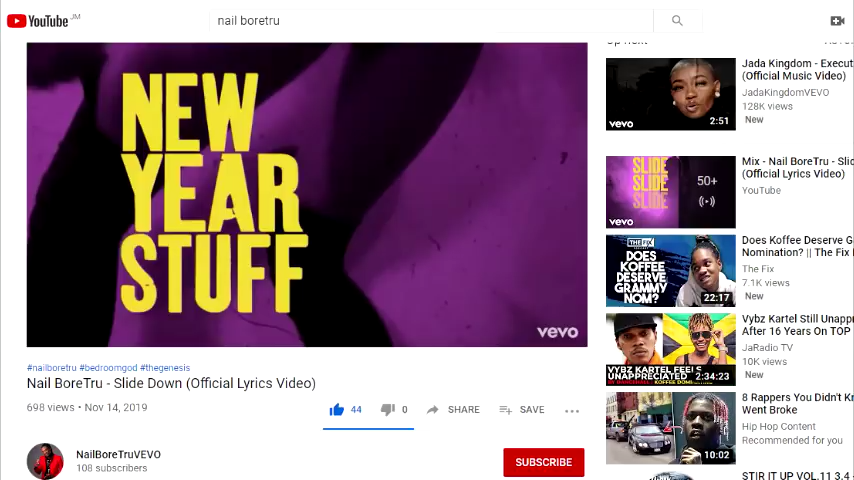 YouTube JM
nail boretru
NEW
YEAR
STUFF
vevo
#nailboretru #bedroomgod #thegenesis
Nail BoreTru - Slide Down (Official Lyrics Video)
698 views • Nov 14, 2019
44
0
SHARE
SAVE
NailBoreTruVEVO
108 subscribers
SUBSCRIBE
vevo
2:51
Jada Kingdom - Execut
(Official Music Video)
JadaKingdomVEVO
128K views
New
SLIDE
SLIDE
SLIDE
50+
vevo
Mix - Nail BoreTru - Slid
(Official Lyrics Video)
YouTube
THE FIX
DOES
KOFFEE
DESERVE
GRAMMY
NOM?
22:17
Does Koffee Deserve G
Nomination? || The Fix
The Fix
7.1K views
New
VYBZ KARTEL FEELS
UNAPPRECIATED
2:34:23
Vybz Kartel Still Unappr
After 16 Years On TOP
JaRadio TV
10K views
New
10:02
8 Rappers You Didn't Kn
Went Broke
Hip Hop Content
Recommended for you
STIR IT UP VOL.11 3.4